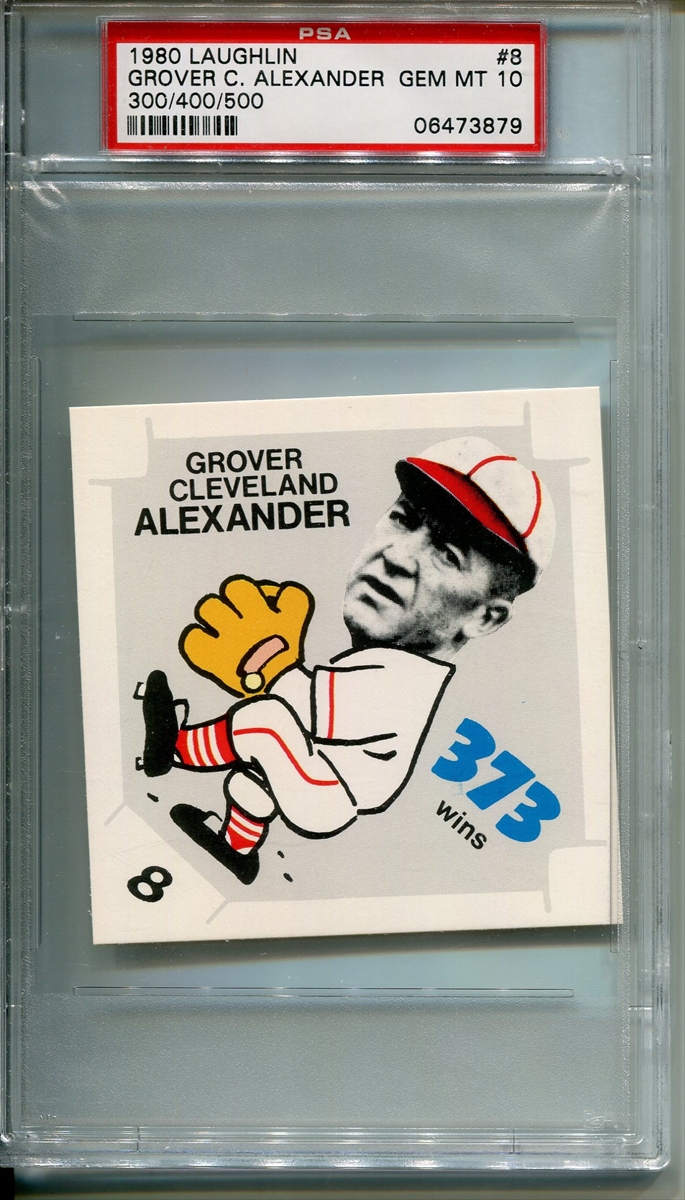 PSA
1980 LAUGHLIN #8
GROVER C. ALEXANDER GEM MT 10
300/400/500
06473879
GROVER
CLEVELAND
ALEXANDER
373
wins
8